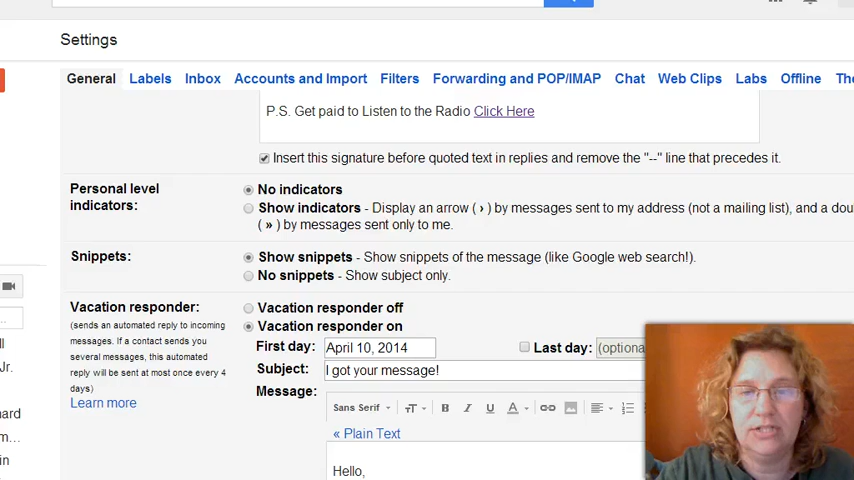 Settings
General Labels Inbox Accounts and Import Filters Forwarding and POP/IMAP Chat Web Clips Labs Offline The
P.S. Get paid to Listen to the Radio Click Here
Insert this signature before quoted text in replies and remove the "--" line that precedes it.
Personal level
indicators:
No indicators
Show indicators - Display an arrow ( › ) by messages sent to my address (not a mailing list), and a dou
( » ) by messages sent only to me.
Snippets:
Show snippets - Show snippets of the message (like Google web search!).
No snippets - Show subject only.
Vacation responder:
(sends an automated reply to incoming
messages. If a contact sends you
several messages, this automated
reply will be sent at most once every 4
days)
Learn more
Vacation responder off
Vacation responder on
First day: April 10, 2014 Last day: (optiona
Subject: I got your message!
Message:
Sans Serif
« Plain Text
Hello,
...
ll
Jr.
nard
m...
in